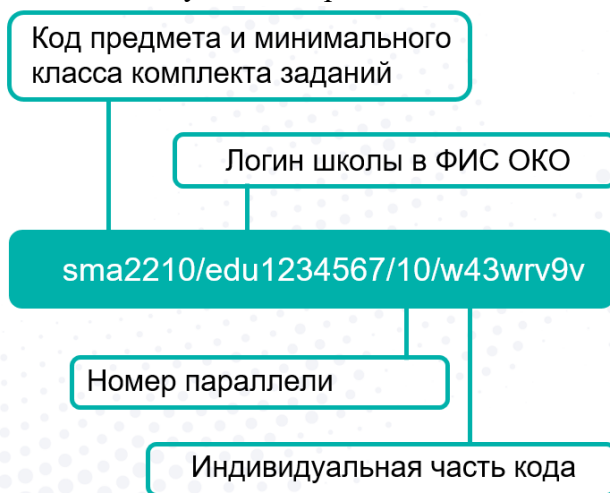 Код предмета и минимального
класса комплекта заданий
Логин школы в ФИС ОКО
sma2210/edu1234567/10/w43wrv9v
Номер параллели
Индивидуальная часть кода